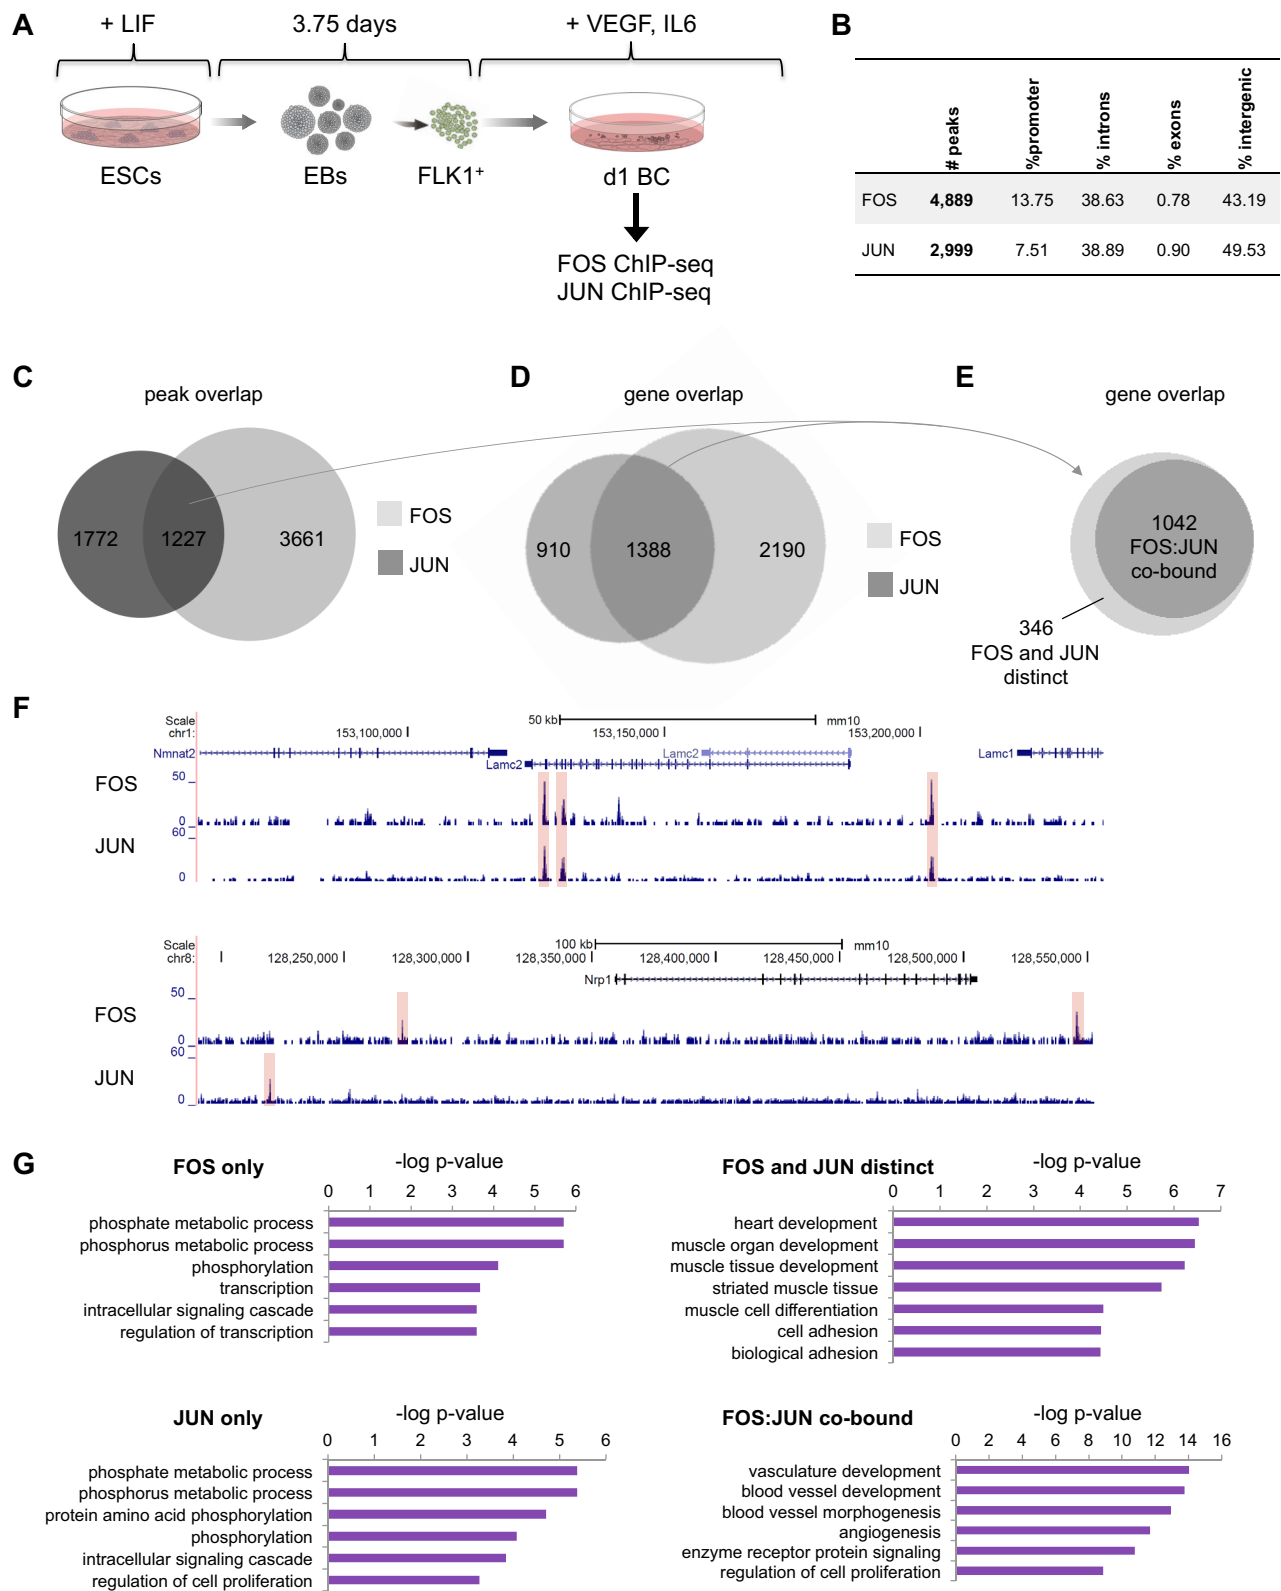 A
+ LIF
3.75 days
+ VEGF, IL6
ESCs
EBs
FLK1+
d1 BC
FOS ChIP-seq
JUN ChIP-seq
B
# peaks %promoter % introns % exons % intergenic
FOS 4,889 13.75 38.63 0.78 43.19
JUN 2,999 7.51 38.89 0.90 49.53
C
peak overlap
1772 1227 3661
FOS
JUN
D
gene overlap
910 1388 2190
FOS
JUN
E
gene overlap
1042
FOS:JUN
co-bound
346
FOS and JUN
distinct
F
Scale 50 kb mm10
chr1: 153,100,000 153,150,000 153,200,000
Nmnat2 Lamc2 Lamc1
Lamc2
FOS
50
0
JUN
60
0
Scale 100 kb mm10
chr8: 128,250,000 128,300,000 128,350,000 128,400,000 128,450,000 128,500,000 128,550,000
Nrp1
FOS
50
0
JUN
60
0
G
FOS only
-log p-value
0 1 2 3 4 5 6
phosphate metabolic process
phosphorus metabolic process
phosphorylation
transcription
intracellular signaling cascade
regulation of transcription
FOS and JUN distinct
-log p-value
0 1 2 3 4 5 6 7
heart development
muscle organ development
muscle tissue development
striated muscle tissue
muscle cell differentiation
cell adhesion
biological adhesion
JUN only
-log p-value
0 1 2 3 4 5 6
phosphate metabolic process
phosphorus metabolic process
protein amino acid phosphorylation
phosphorylation
intracellular signaling cascade
regulation of cell proliferation
FOS:JUN co-bound
-log p-value
0 2 4 6 8 10 12 14 16
vasculature development
blood vessel development
blood vessel morphogenesis
angiogenesis
enzyme receptor protein signaling
regulation of cell proliferation